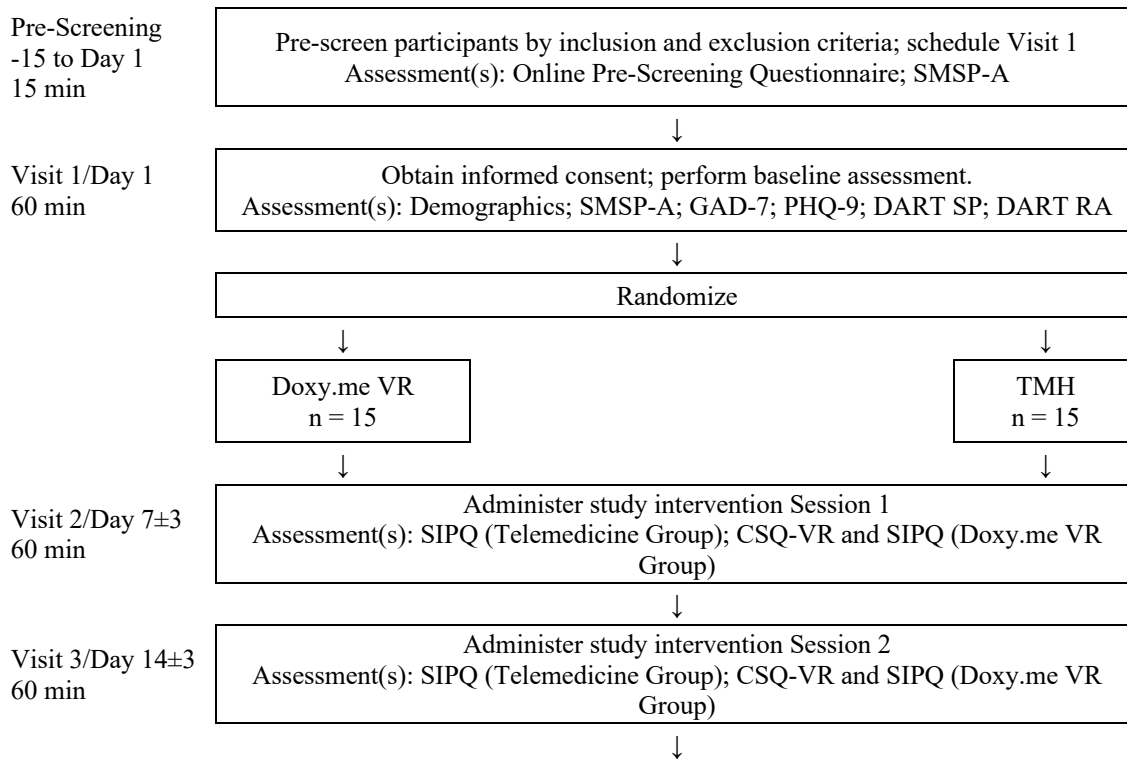 Pre-Screening
-15 to Day 1
15 min
Pre-screen participants by inclusion and exclusion criteria; schedule Visit 1
Assessment(s): Online Pre-Screening Questionnaire; SMSP-A
↓
Visit 1/Day 1
60 min
Obtain informed consent; perform baseline assessment.
Assessment(s): Demographics; SMSP-A; GAD-7; PHQ-9; DART SP; DART RA
↓
Randomize
↓ ↓
Doxy.me VR
n = 15
TMH
n = 15
↓ ↓
Visit 2/Day 7±3
60 min
Administer study intervention Session 1
Assessment(s): SIPQ (Telemedicine Group); CSQ-VR and SIPQ (Doxy.me VR
Group)
↓
Visit 3/Day 14±3
60 min
Administer study intervention Session 2
Assessment(s): SIPQ (Telemedicine Group); CSQ-VR and SIPQ (Doxy.me VR
Group)
↓